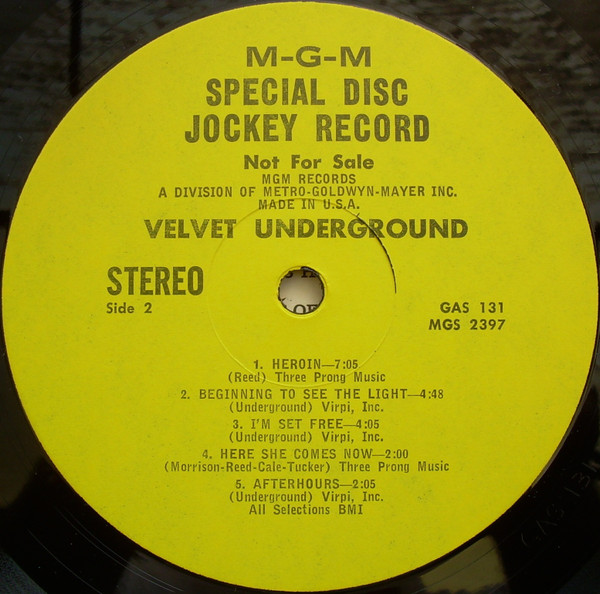 M-G-M
SPECIAL DISC
JOCKEY RECORD
Not For Sale
MGM RECORDS
A DIVISION OF METRO-GOLDWYN-MAYER INC.
MADE IN U.S.A.
VELVET UNDERGROUND
STEREO
Side 2
GAS 131
MGS 2397
1. HEROIN—7:05
(Reed) Three Prong Music
2. BEGINNING TO SEE THE LIGHT—4:48
(Underground) Virpi, Inc.
3. I'M SET FREE—4:05
(Underground) Virpi, Inc.
4. HERE SHE COMES NOW—2:00
(Morrison-Reed-Cale-Tucker) Three Prong Music
5. AFTERHOURS—2:05
(Underground) Virpi, Inc.
All Selections BMI